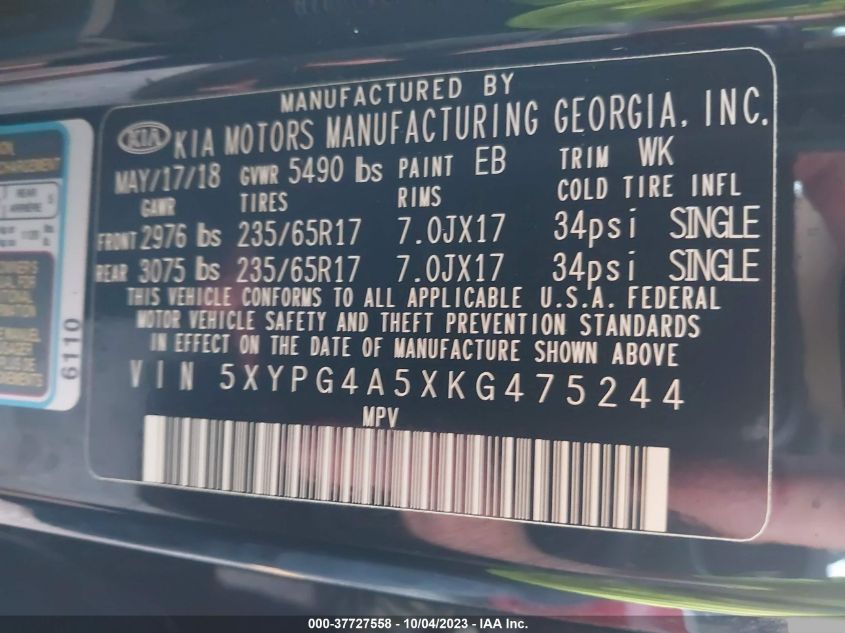 MANUFACTURED BY
KIA KIA MOTORS MANUFACTURING GEORGIA, INC.
MAY/17/18 GVWR 5490 lbs PAINT EB TRIM WK
GAWR TIRES RIMS COLD TIRE INFL
FRONT 2976 lbs 235/65R17 7.0JX17 34psi SINGLE
REAR 3075 lbs 235/65R17 7.0JX17 34psi SINGLE
THIS VEHICLE CONFORMS TO ALL APPLICABLE U.S.A. FEDERAL
MOTOR VEHICLE SAFETY AND THEFT PREVENTION STANDARDS
IN EFFECT ON THE DATE OF MANUFACTURE SHOWN ABOVE
VIN 5XYPG4A5XKG475244
MPV
6110
000-37727558 - 10/04/2023 - IAA Inc.